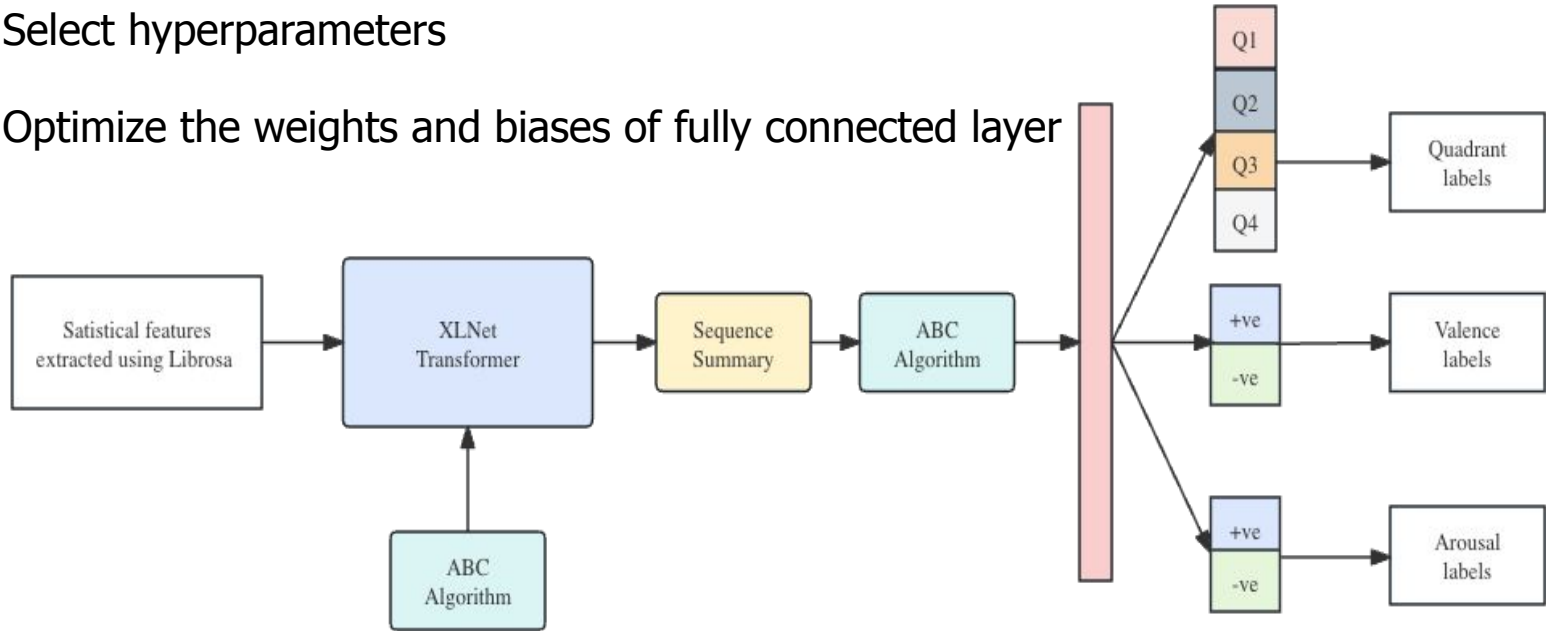 Select hyperparameters
Optimize the weights and biases of fully connected layer
Satistical features
extracted using Librosa
XLNet
Transformer
Sequence
Summary
ABC
Algorithm
ABC
Algorithm
Q1
Q2
Q3
Q4
Quadrant
labels
+ve
-ve
Valence
labels
+ve
-ve
Arousal
labels